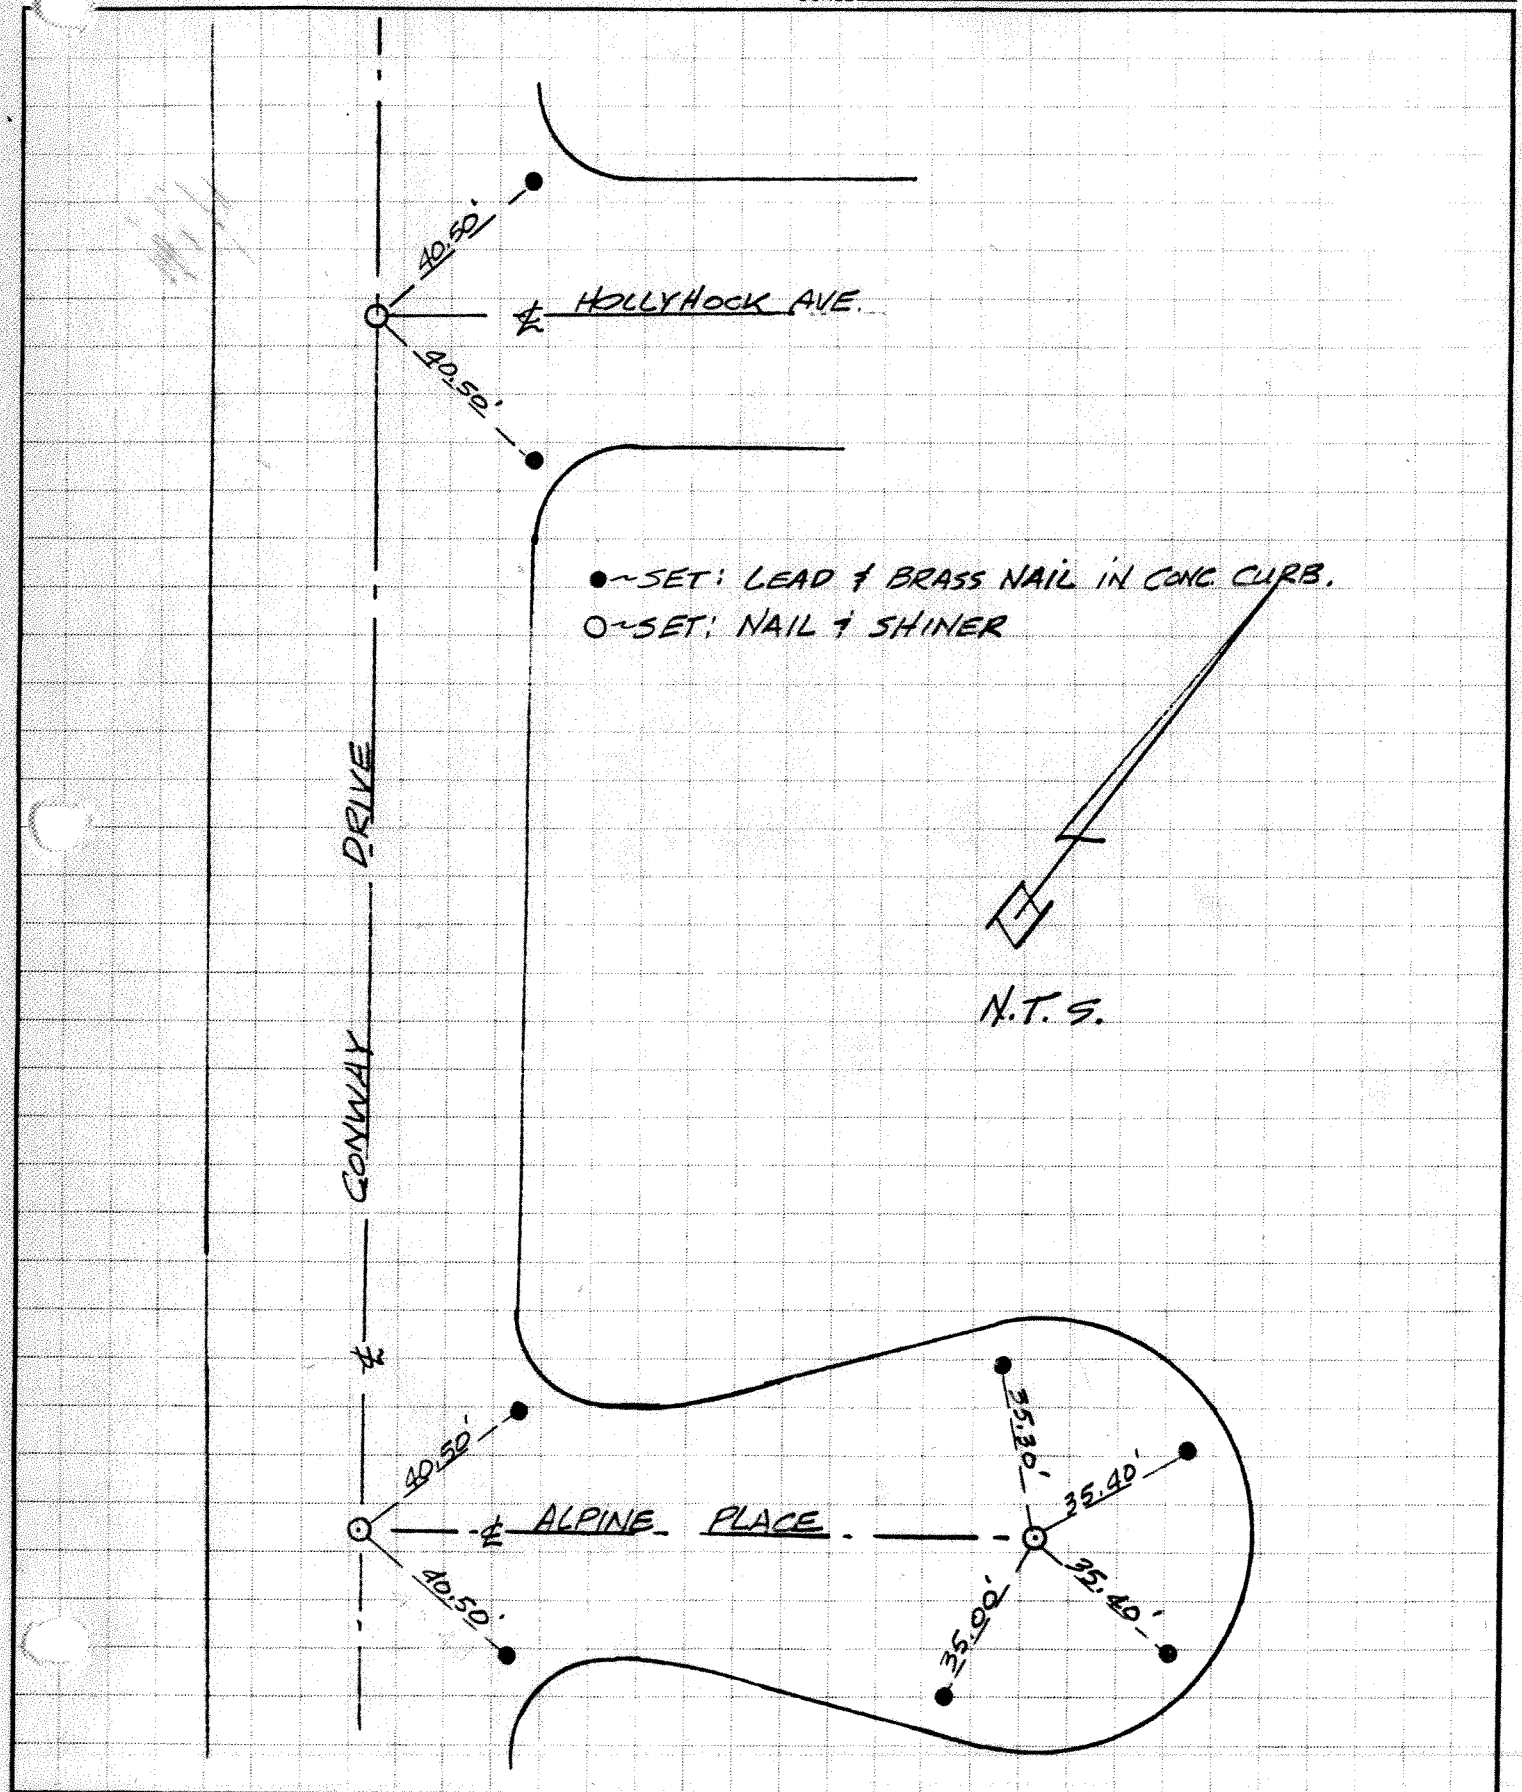 40.50'
℄ HOLLYHOCK AVE.
40.50'
●~SET: LEAD & BRASS NAIL IN CONC. CURB.
○~SET: NAIL & SHINER
℄ CONWAY DRIVE
N.T.S.
40.50'
℄ ALPINE PLACE
40.50'
35.30'
35.40'
35.40'
35.00'